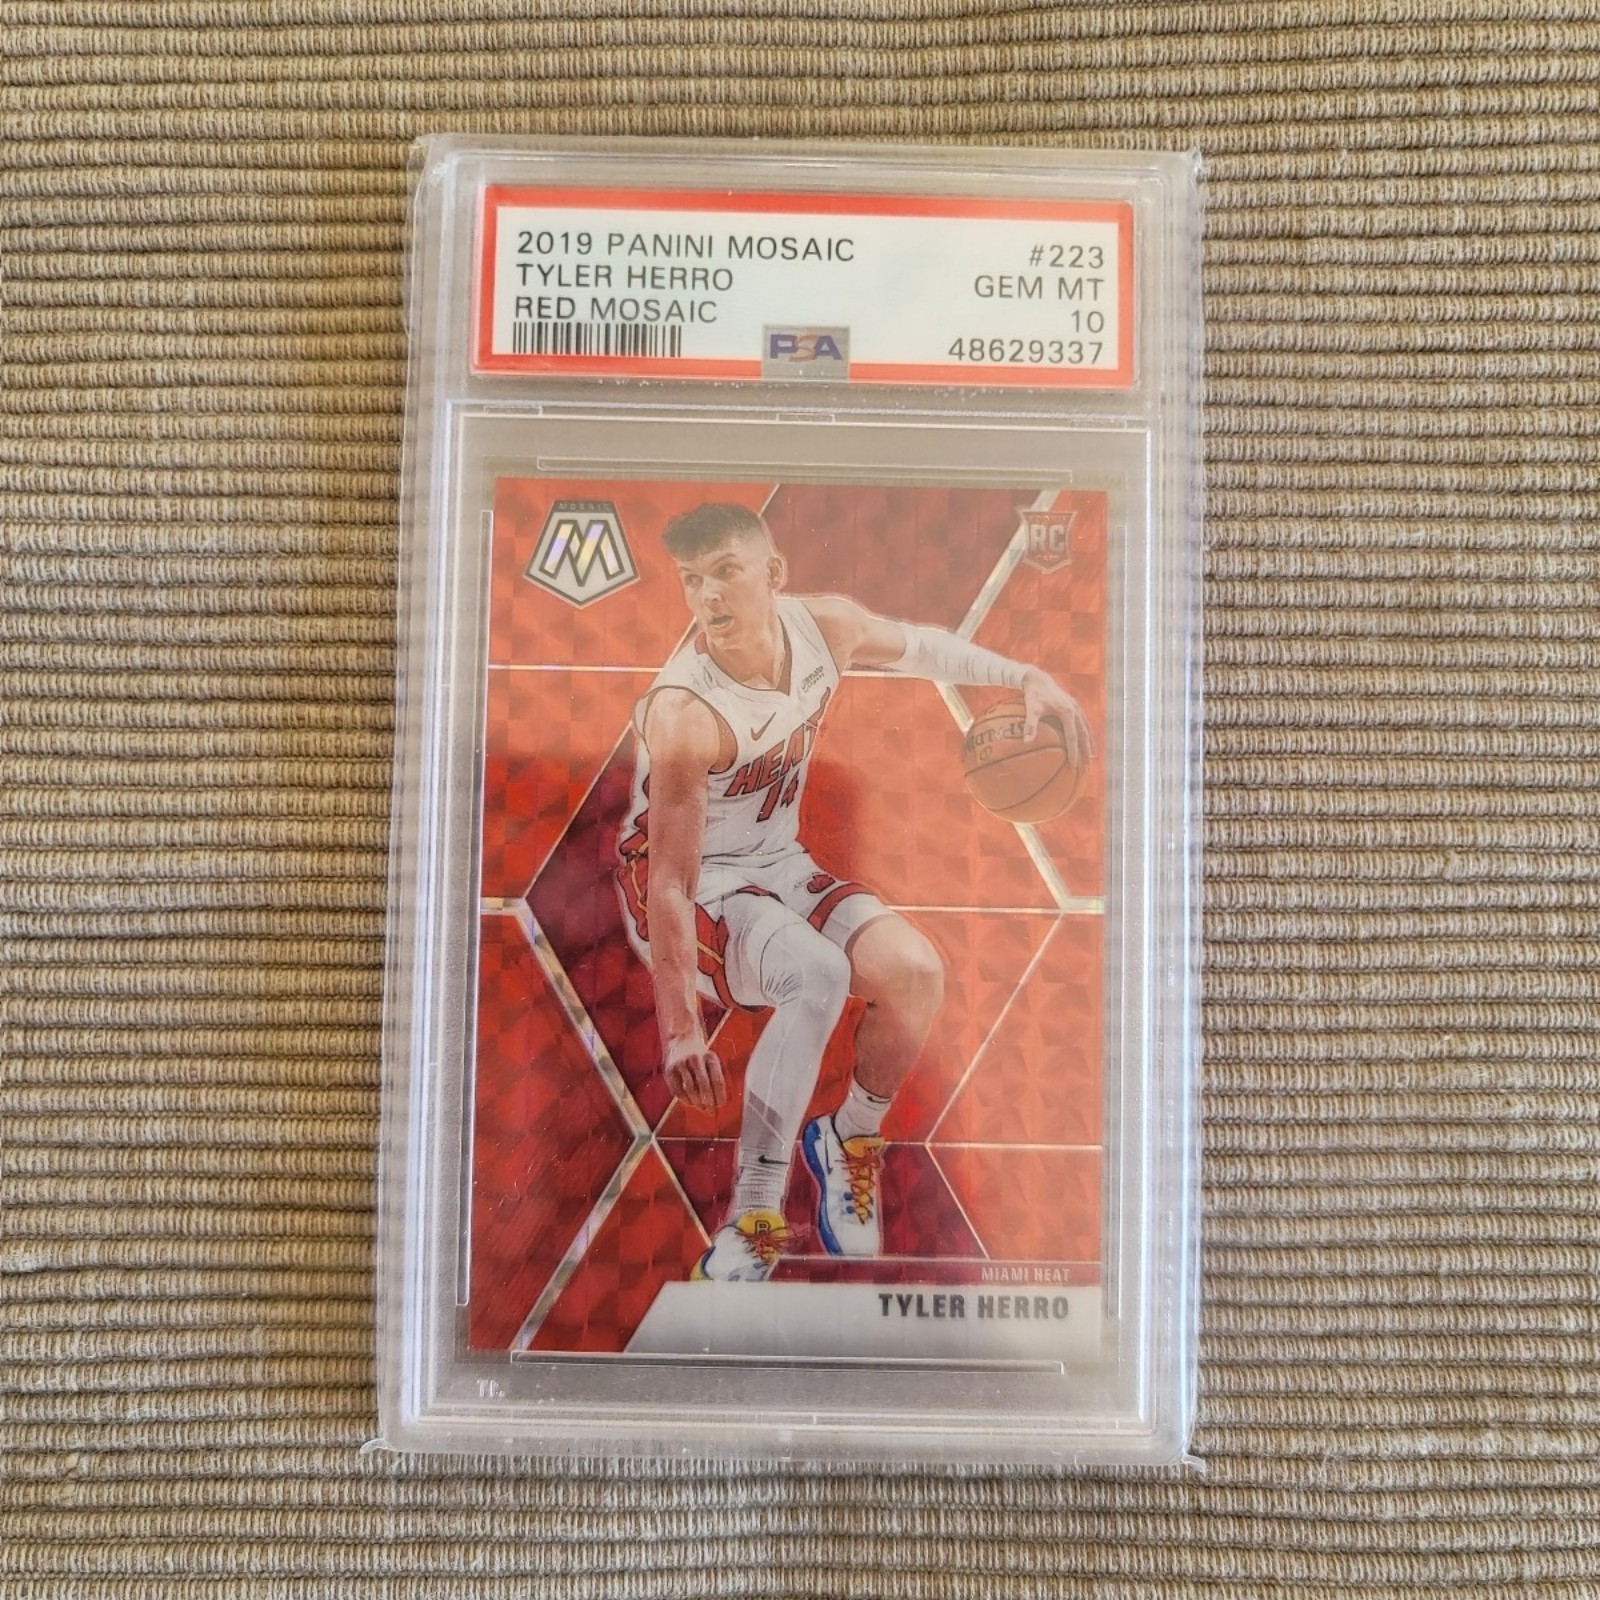 2019 PANINI MOSAIC #223
TYLER HERRO GEM MT
RED MOSAIC 10
48629337
PSA
MOSAIC
M
RC
HEAT
14
B
MIAMI HEAT
TYLER HERRO